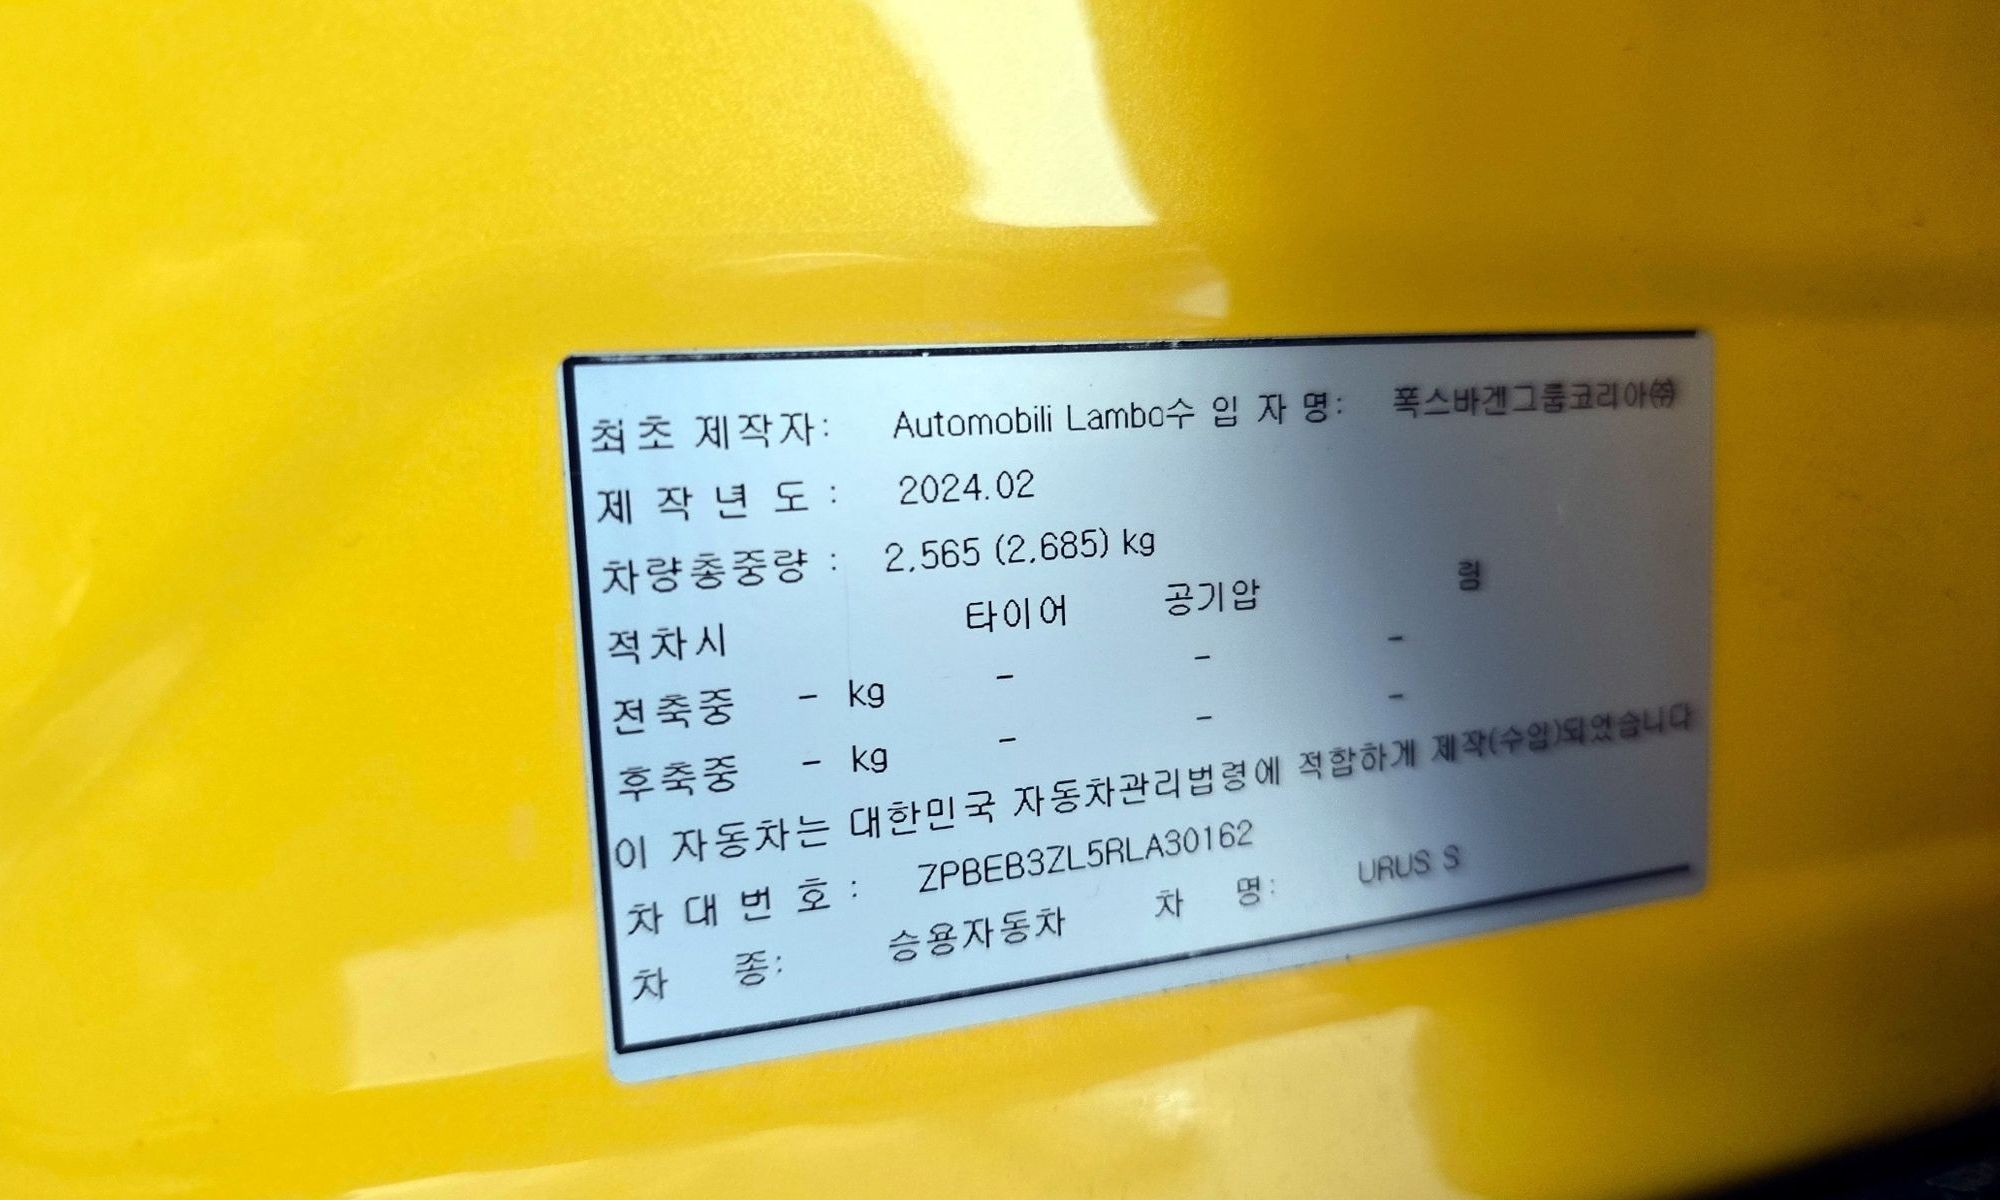 최초 제작자: Automobili Lambo수 입 자 명: 폭스바겐그룹코리아㈜
제 작 년 도 : 2024.02
차량총중량 : 2,565 (2,685) kg
적차시 타이어 공기압 림
전축중 - kg - - -
후축중 - kg - - -
이 자동차는 대한민국 자동차관리법령에 적합하게 제작(수입)되었습니다
차 대 번 호 : ZPBEB3ZL5RLA30162
차 종: 승용자동차 차 명: URUS S